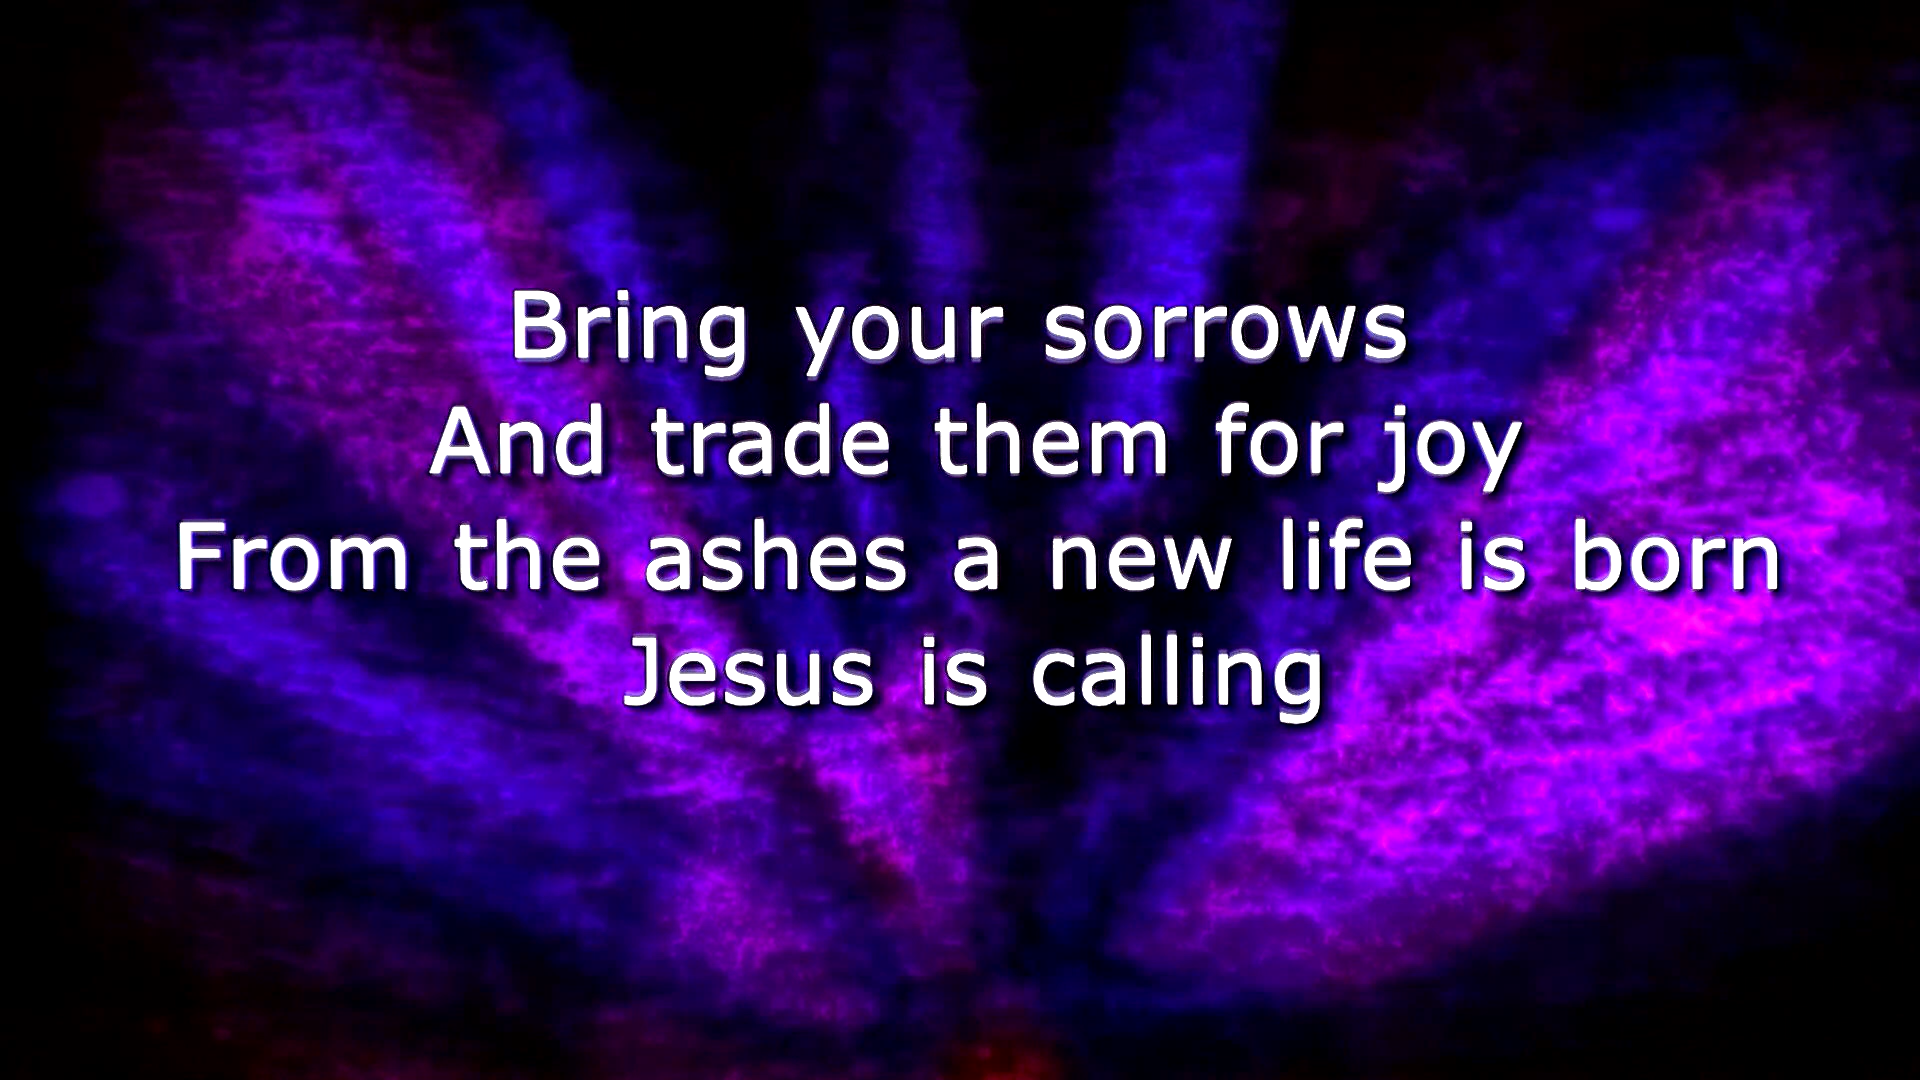 Bring your sorrows
And trade them for joy
From the ashes a new life is born
Jesus is calling